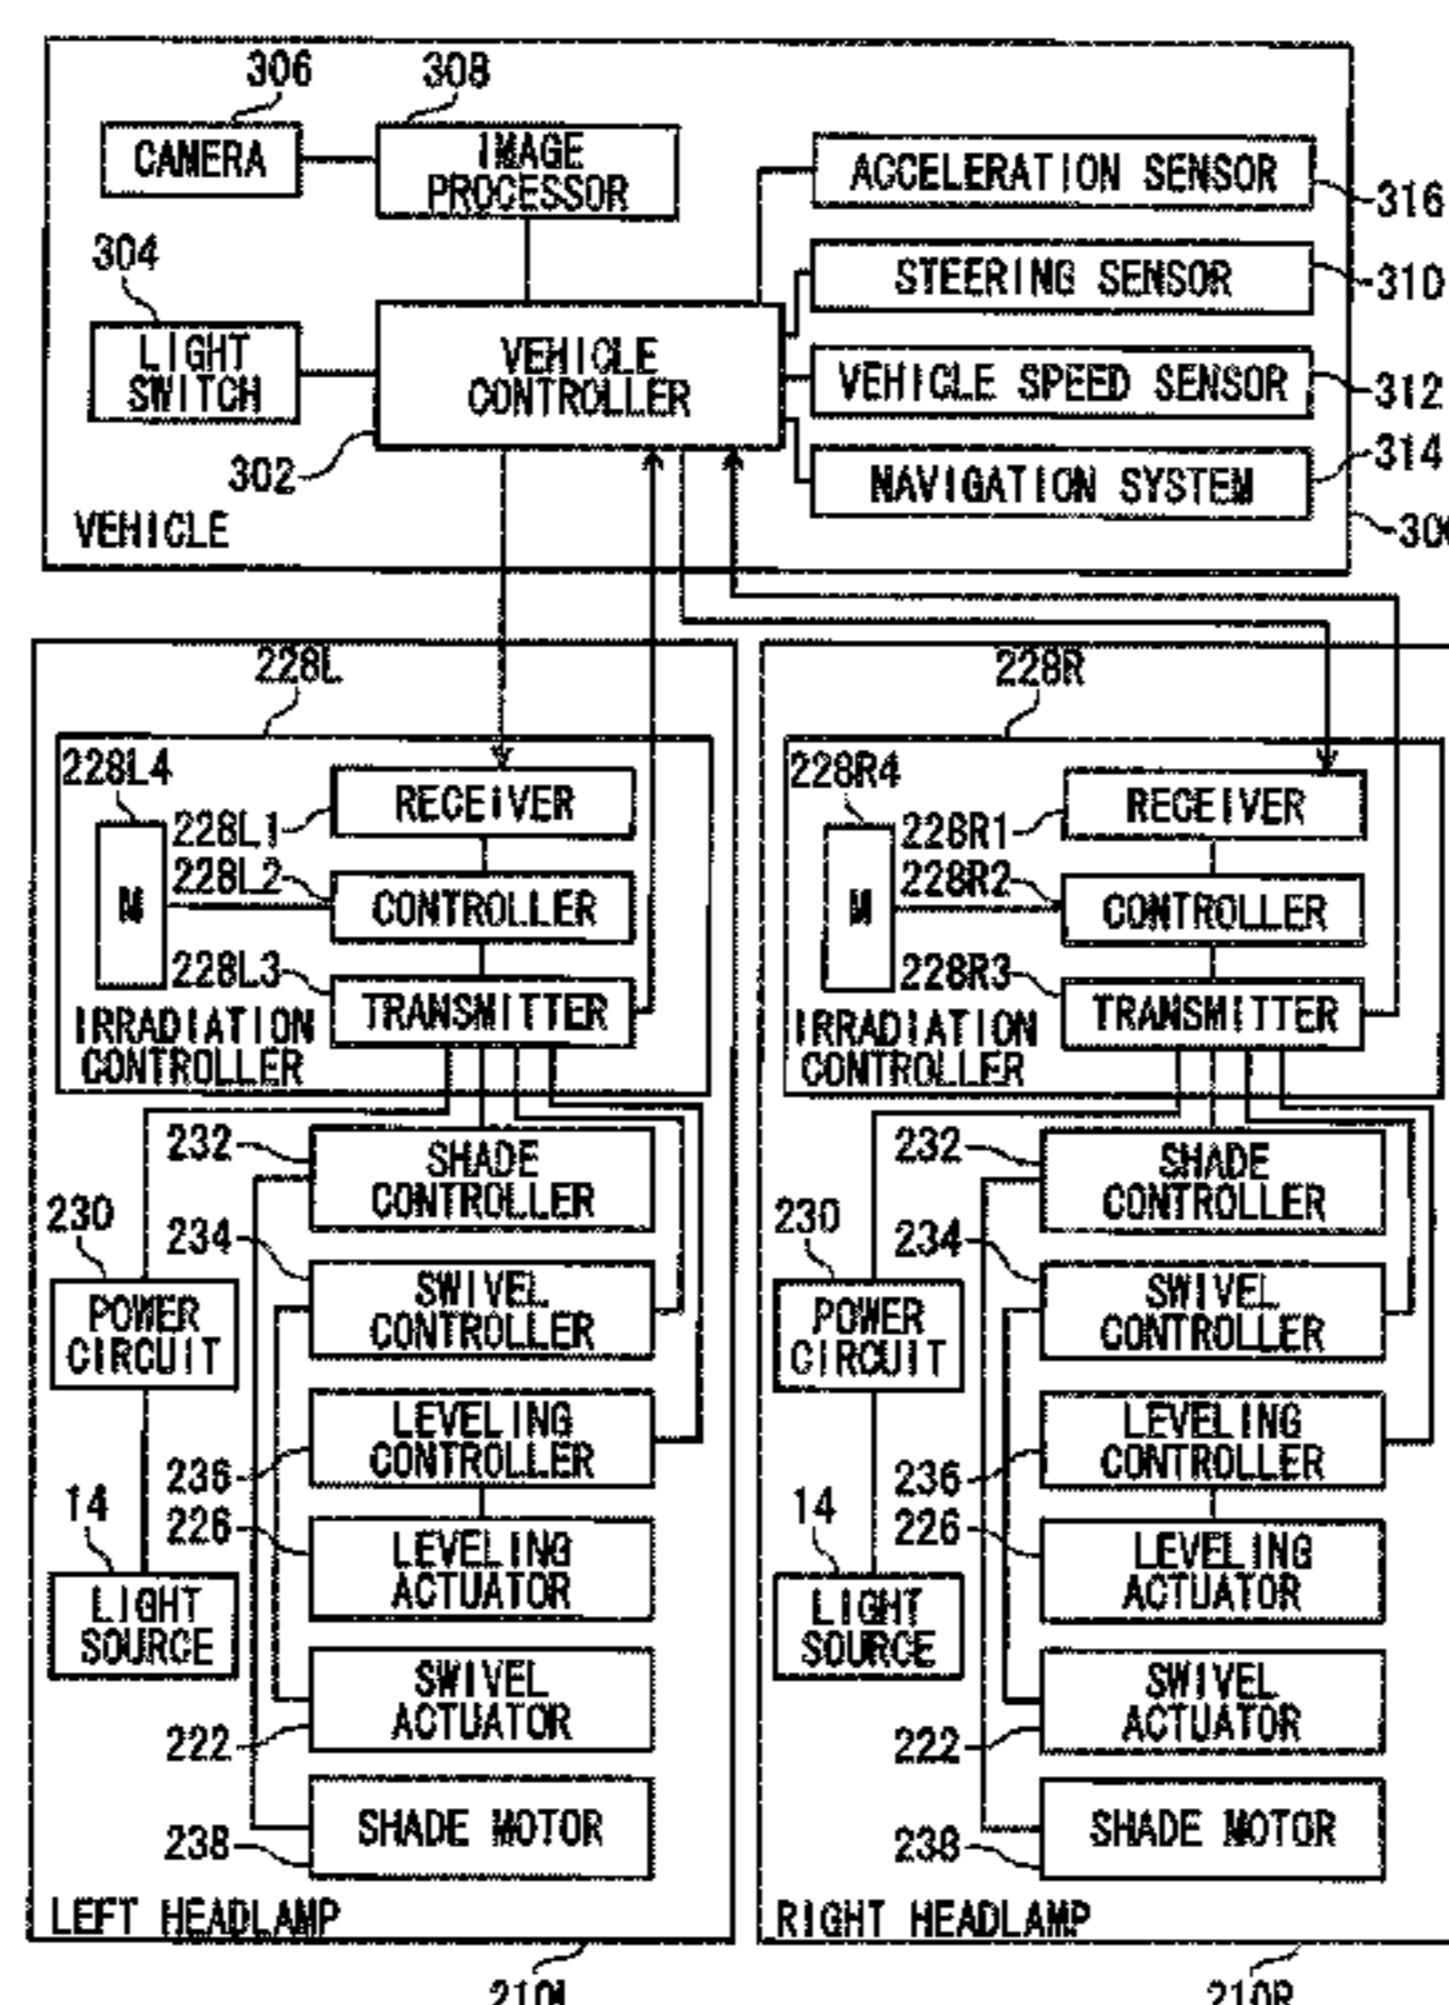 306
308
CAMERA
IMAGE
PROCESSOR
ACCELERATION SENSOR
316
304
STEERING SENSOR
310
LIGHT
SWITCH
VEHICLE
CONTROLLER
VEHICLE SPEED SENSOR
312
302
NAVIGATION SYSTEM
314
VEHICLE
228L
228L4
RECEIVER
228L1
228L2
M
CONTROLLER
228L3
TRANSMITTER
IRRADIATION
CONTROLLER
232
SHADE
CONTROLLER
230
234
POWER
CIRCUIT
SWIVEL
CONTROLLER
LEVELING
CONTROLLER
236
14
226
LEVELING
ACTUATOR
LIGHT
SOURCE
SWIVEL
ACTUATOR
222
SHADE MOTOR
238
LEFT HEADLAMP
228R
228R4
RECEIVER
228R1
228R2
M
CONTROLLER
228R3
TRANSMITTER
IRRADIATION
CONTROLLER
232
SHADE
CONTROLLER
230
234
POWER
CIRCUIT
SWIVEL
CONTROLLER
LEVELING
CONTROLLER
236
14
226
LEVELING
ACTUATOR
LIGHT
SOURCE
SWIVEL
ACTUATOR
222
SHADE MOTOR
238
RIGHT HEADLAMP
210R